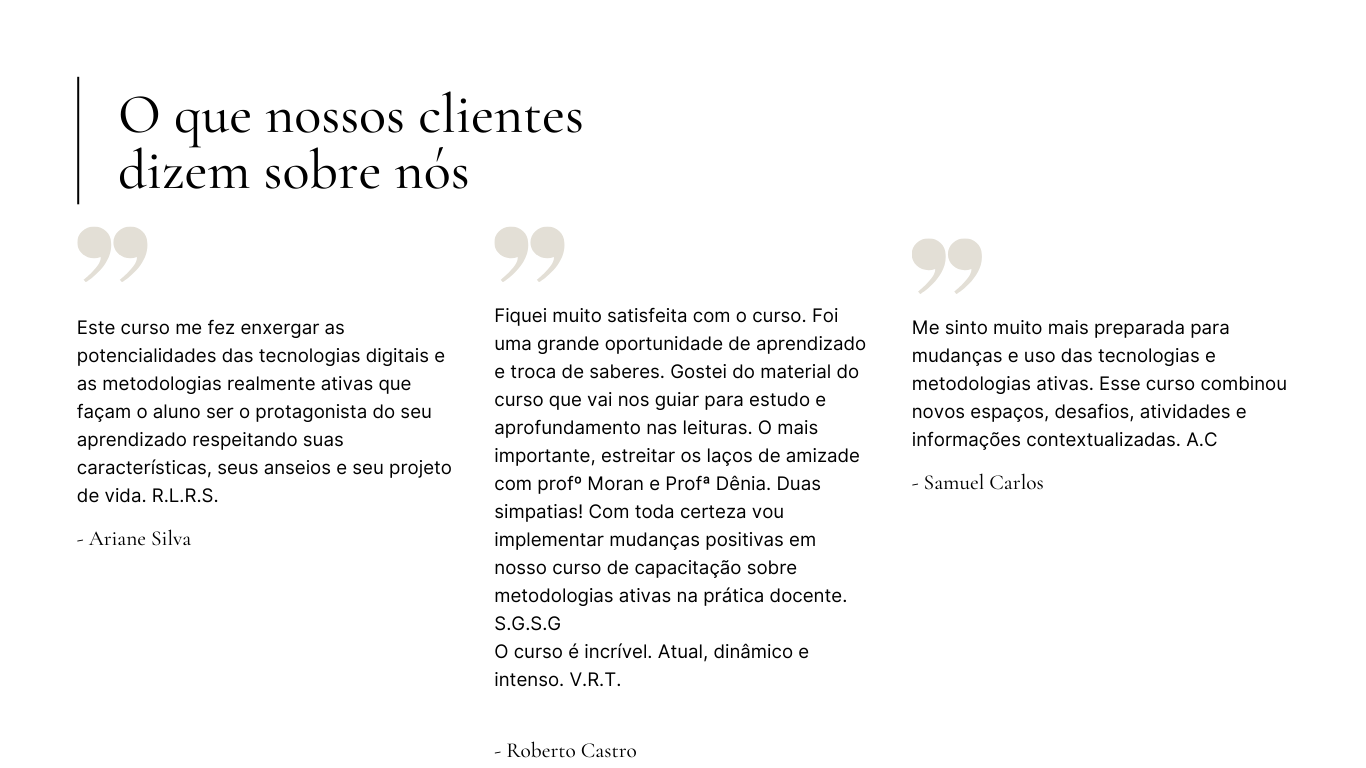 O que nossos clientes
dizem sobre nós
Este curso me fez enxergar as
potencialidades das tecnologias digitais e
as metodologias realmente ativas que
façam o aluno ser o protagonista do seu
aprendizado respeitando suas
características, seus anseios e seu projeto
de vida. R.L.R.S.
- Ariane Silva
Fiquei muito satisfeita com o curso. Foi
uma grande oportunidade de aprendizado
e troca de saberes. Gostei do material do
curso que vai nos guiar para estudo e
aprofundamento nas leituras. O mais
importante, estreitar os laços de amizade
com profº Moran e Profª Dênia. Duas
simpatias! Com toda certeza vou
implementar mudanças positivas em
nosso curso de capacitação sobre
metodologias ativas na prática docente.
S.G.S.G
O curso é incrível. Atual, dinâmico e
intenso. V.R.T.
- Roberto Castro
Me sinto muito mais preparada para
mudanças e uso das tecnologias e
metodologias ativas. Esse curso combinou
novos espaços, desafios, atividades e
informações contextualizadas. A.C
- Samuel Carlos